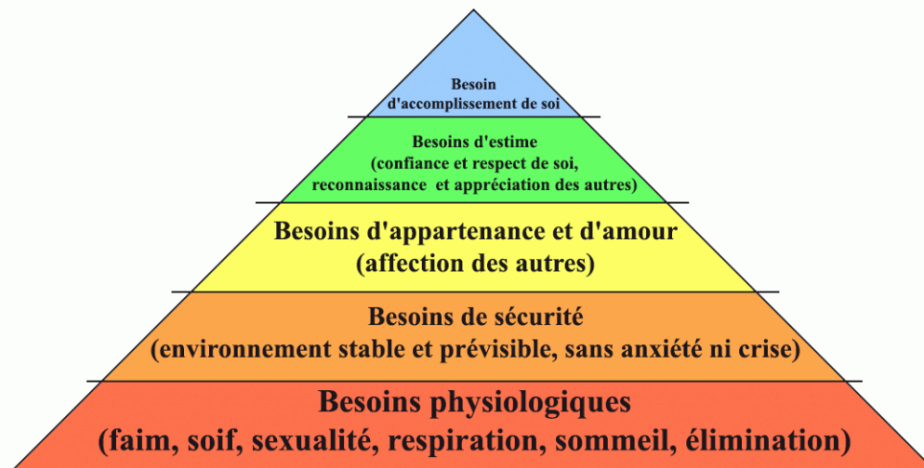 Besoin
d'accomplissement de soi
Besoins d'estime
(confiance et respect de soi,
reconnaissance et appréciation des autres)
Besoins d'appartenance et d'amour
(affection des autres)
Besoins de sécurité
(environnement stable et prévisible, sans anxiété ni crise)
Besoins physiologiques
(faim, soif, sexualité, respiration, sommeil, élimination)